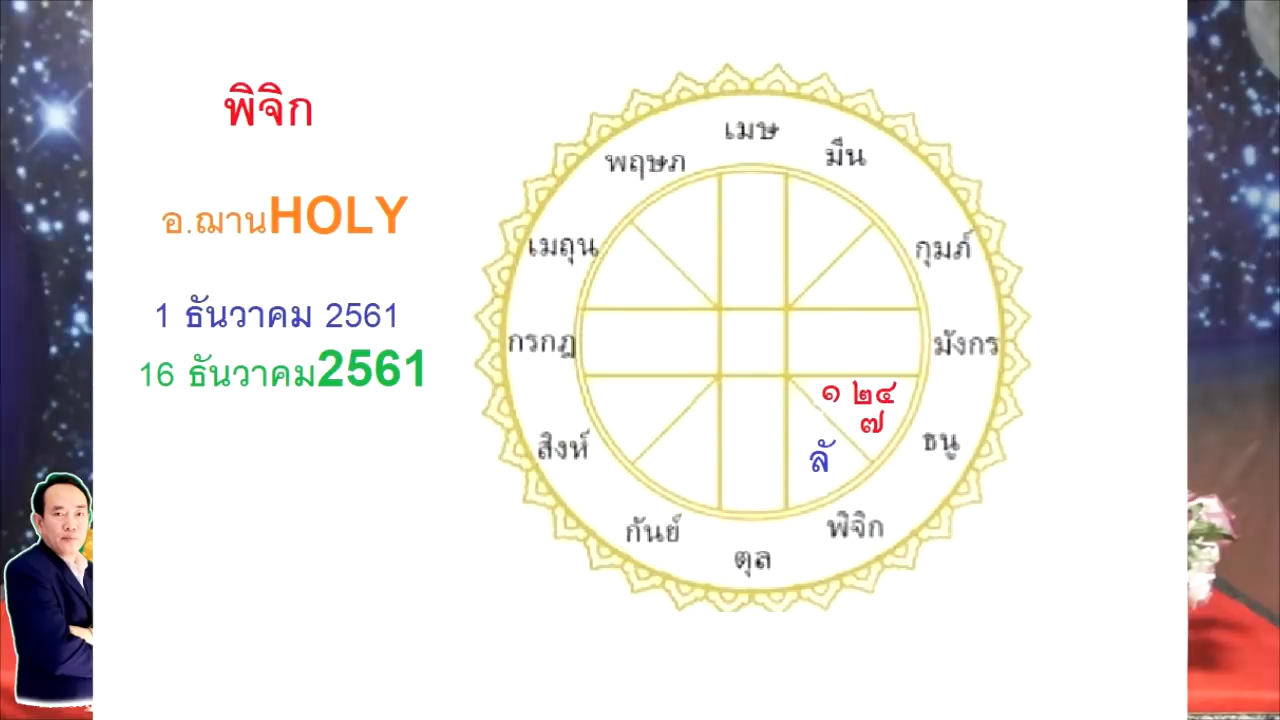 พิจิก
อ.ฌานHOLY
1 ธันวาคม 2561
16 ธันวาคม2561
เมษ
มีน
พฤษภ
กุมภ์
เมถุน
มังกร
กรกฎ
๑ ๒๔
๗
ธนู
สิงห์
ลั
พิจิก
กันย์
ตุล